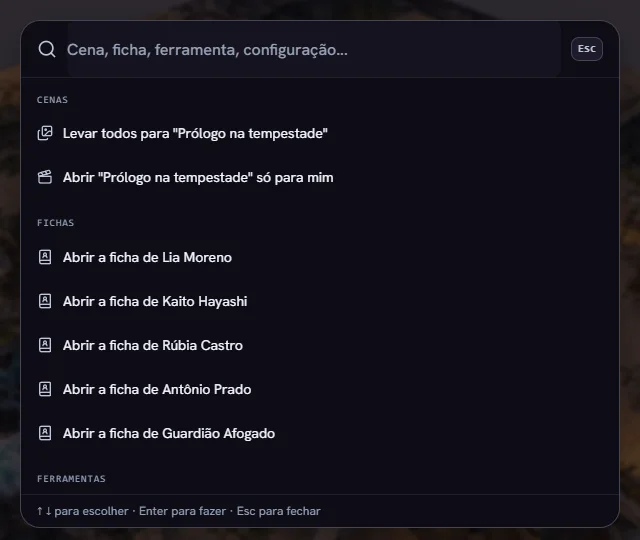 Cena, ficha, ferramenta, configuração...
Esc
CENAS
Levar todos para "Prólogo na tempestade"
Abrir "Prólogo na tempestade" só para mim
FICHAS
Abrir a ficha de Lia Moreno
Abrir a ficha de Kaito Hayashi
Abrir a ficha de Rúbia Castro
Abrir a ficha de Antônio Prado
Abrir a ficha de Guardião Afogado
FERRAMENTAS
↑↓ para escolher · Enter para fazer · Esc para fechar